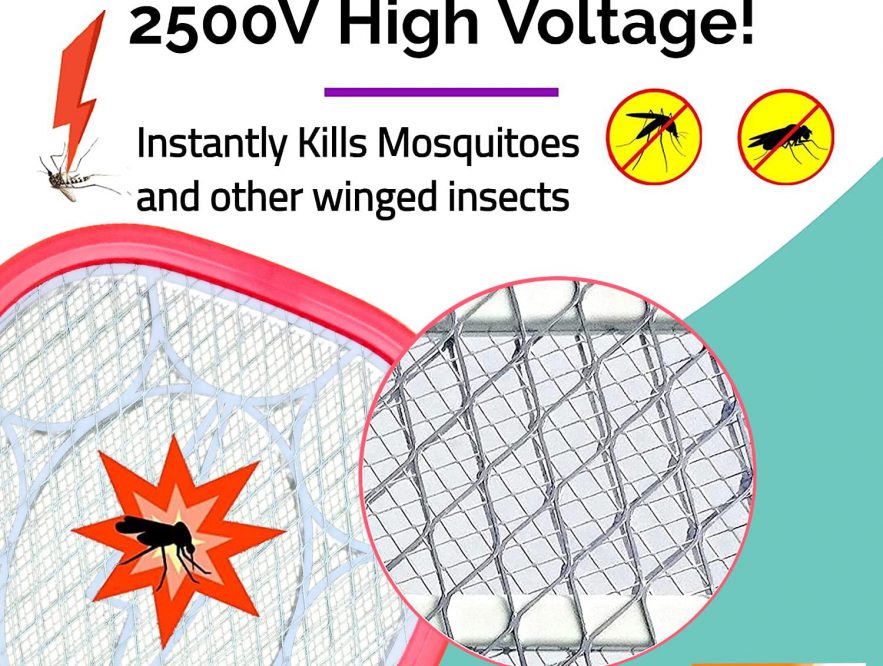 2500V High Voltage!
Instantly Kills Mosquitoes
and other winged insects